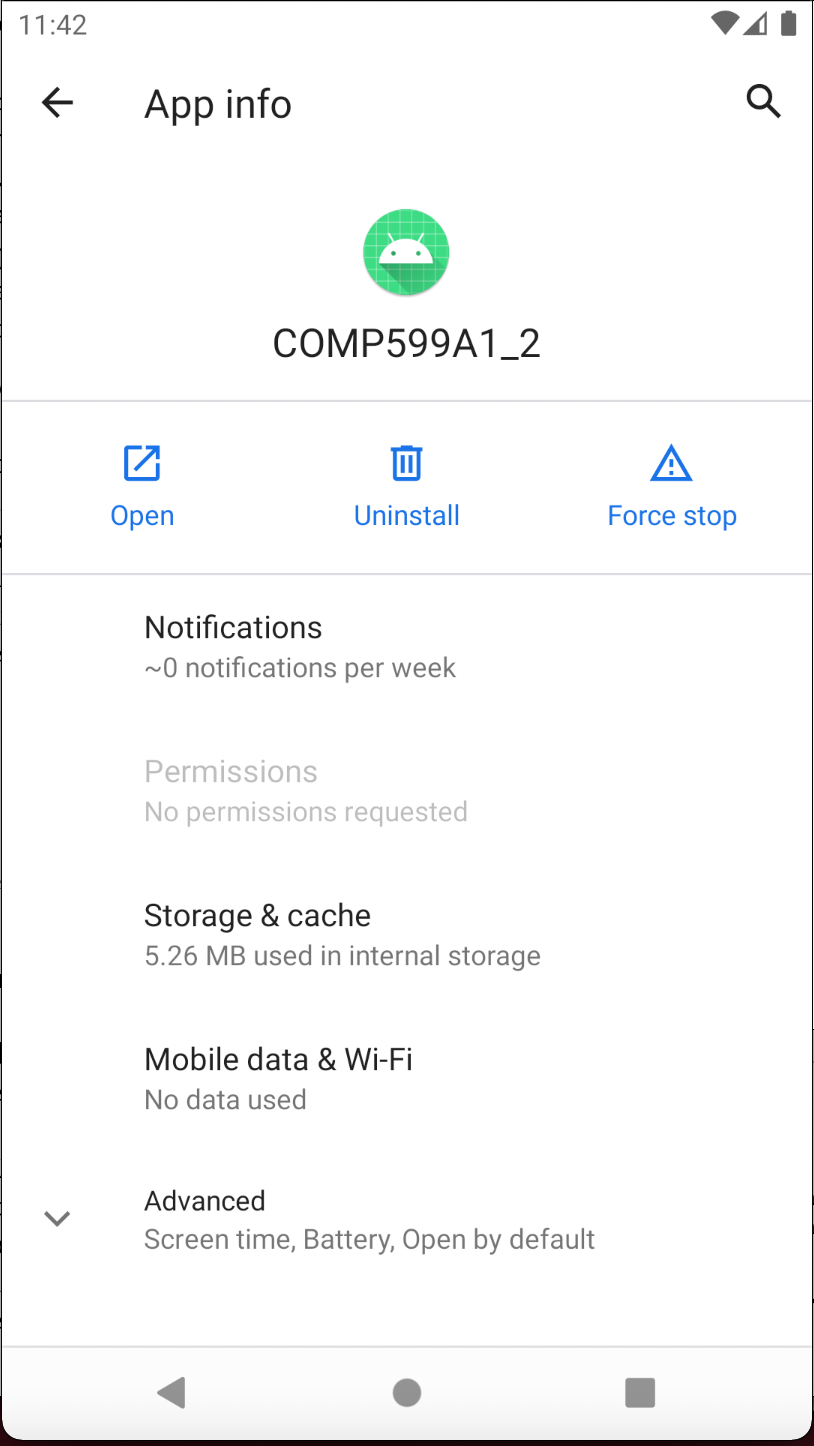 11:42
App info
COMP599A1_2
Open
Uninstall
Force stop
Notifications
~0 notifications per week
Permissions
No permissions requested
Storage & cache
5.26 MB used in internal storage
Mobile data & Wi-Fi
No data used
Advanced
Screen time, Battery, Open by default